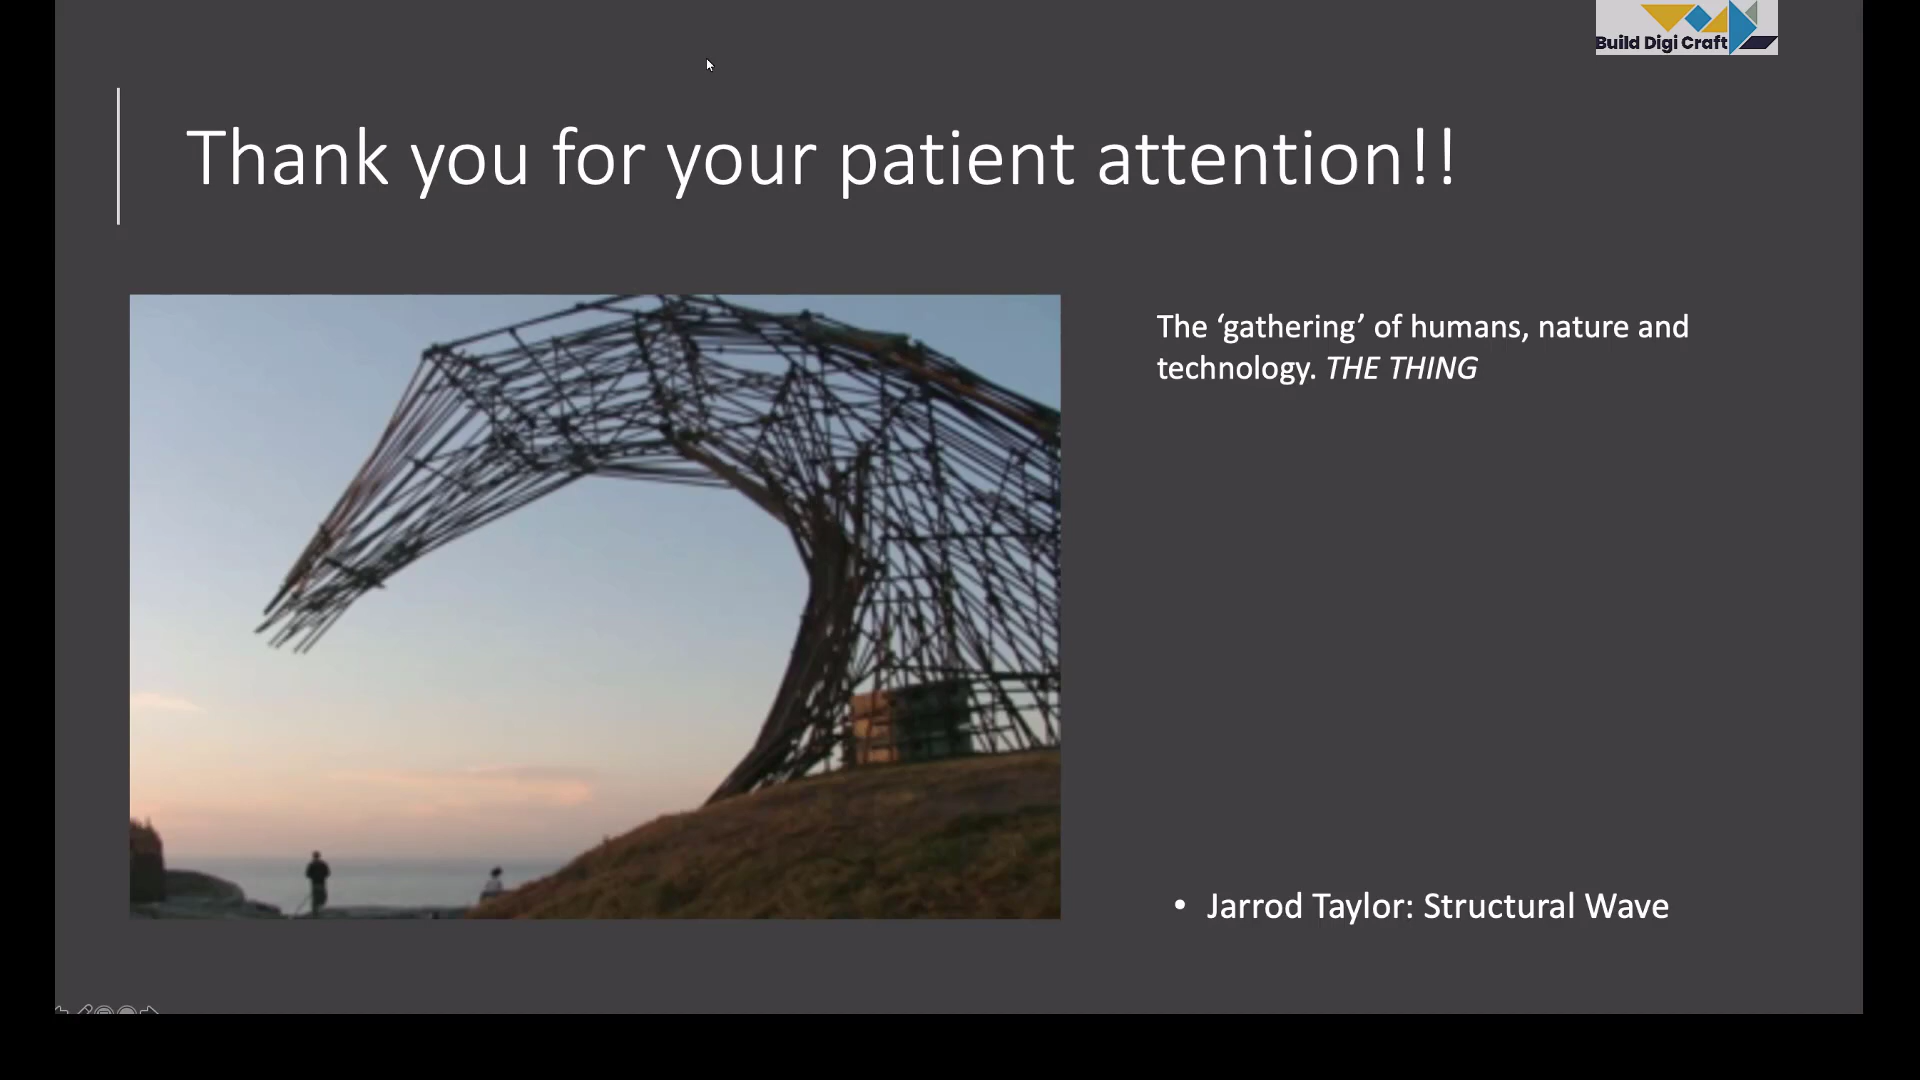 Build Digi Craft
Thank you for your patient attention!!
The ‘gathering’ of humans, nature and
technology. THE THING
• Jarrod Taylor: Structural Wave